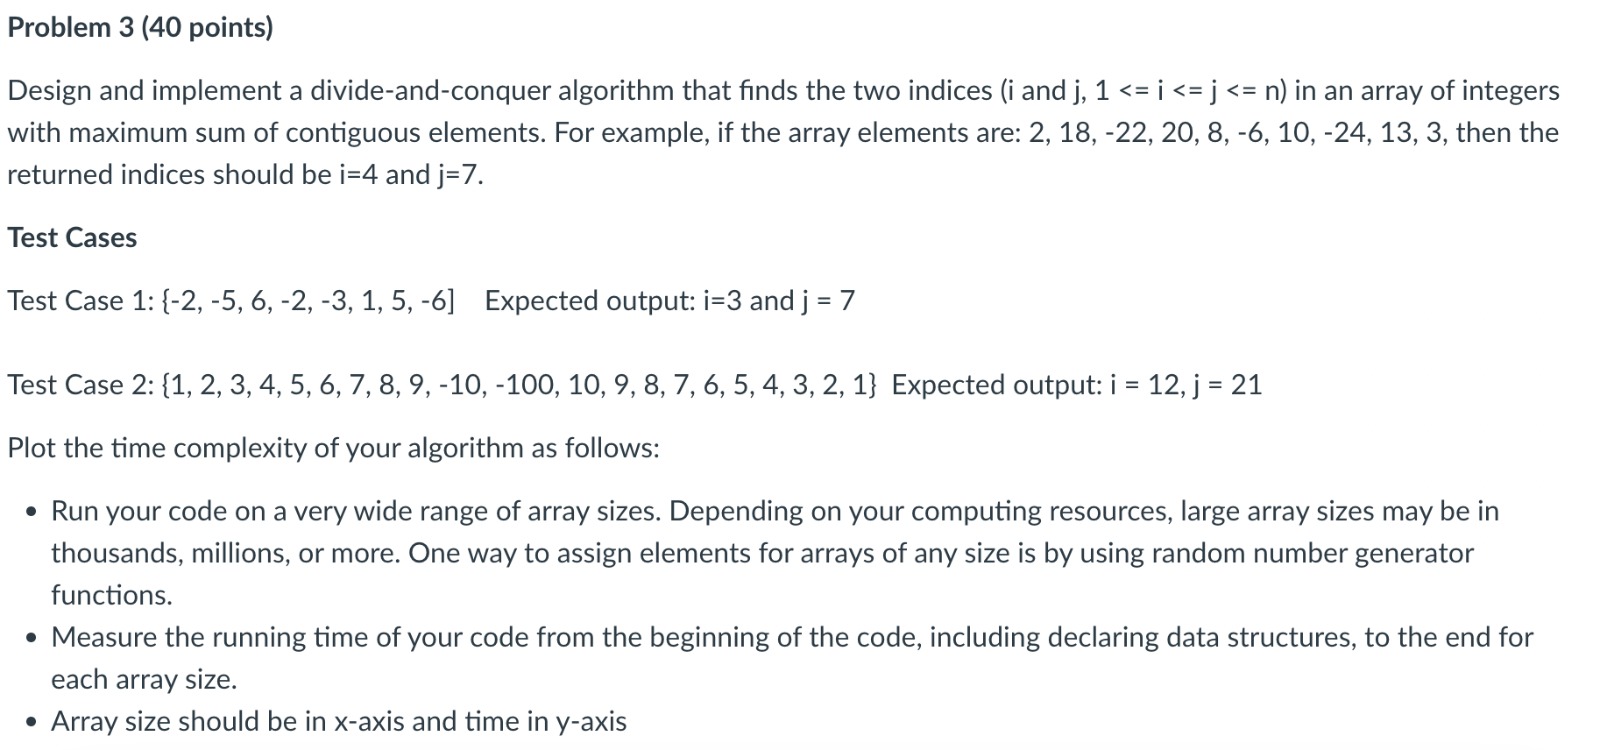 Problem 3 (40 points)
Design and implement a divide-and-conquer algorithm that finds the two indices (i and j, 1 <= i <= j <= n) in an array of integers
with maximum sum of contiguous elements. For example, if the array elements are: 2, 18, -22, 20, 8, -6, 10, -24, 13, 3, then the
returned indices should be i=4 and j=7.
Test Cases
Test Case 1: {-2, -5, 6, -2, -3, 1, 5, -6]   Expected output: i=3 and j = 7
Test Case 2: {1, 2, 3, 4, 5, 6, 7, 8, 9, -10, -100, 10, 9, 8, 7, 6, 5, 4, 3, 2, 1}  Expected output: i = 12, j = 21
Plot the time complexity of your algorithm as follows:
• Run your code on a very wide range of array sizes. Depending on your computing resources, large array sizes may be in
thousands, millions, or more. One way to assign elements for arrays of any size is by using random number generator
functions.
• Measure the running time of your code from the beginning of the code, including declaring data structures, to the end for
each array size.
• Array size should be in x-axis and time in y-axis